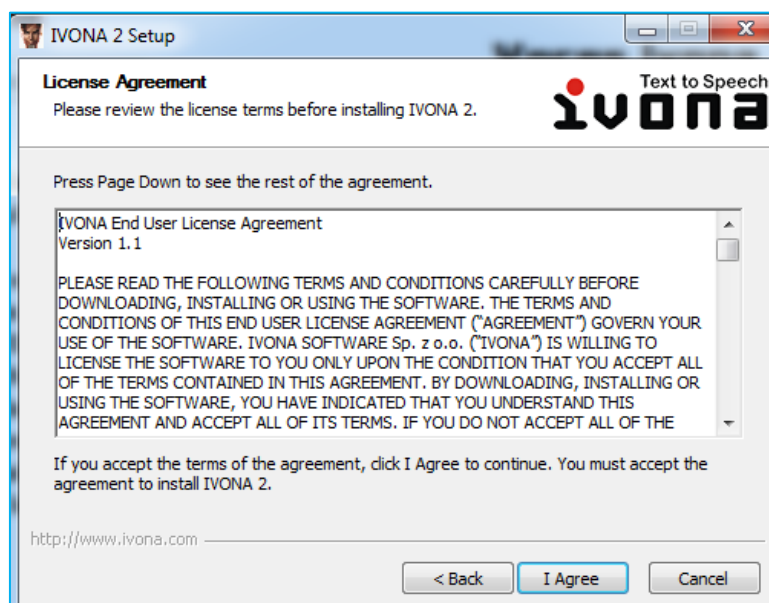 IVONA 2 Setup
License Agreement
Please review the license terms before installing IVONA 2.
Text to Speech
ivona
Press Page Down to see the rest of the agreement.
IVONA End User License Agreement
Version 1.1
PLEASE READ THE FOLLOWING TERMS AND CONDITIONS CAREFULLY BEFORE
DOWNLOADING, INSTALLING OR USING THE SOFTWARE. THE TERMS AND
CONDITIONS OF THIS END USER LICENSE AGREEMENT (“AGREEMENT”) GOVERN YOUR
USE OF THE SOFTWARE. IVONA SOFTWARE Sp. z o.o. (“IVONA”) IS WILLING TO
LICENSE THE SOFTWARE TO YOU ONLY UPON THE CONDITION THAT YOU ACCEPT ALL
OF THE TERMS CONTAINED IN THIS AGREEMENT. BY DOWNLOADING, INSTALLING OR
USING THE SOFTWARE, YOU HAVE INDICATED THAT YOU UNDERSTAND THIS
AGREEMENT AND ACCEPT ALL OF ITS TERMS. IF YOU DO NOT ACCEPT ALL OF THE
If you accept the terms of the agreement, click I Agree to continue. You must accept the
agreement to install IVONA 2.
http://www.ivona.com
< Back
I Agree
Cancel